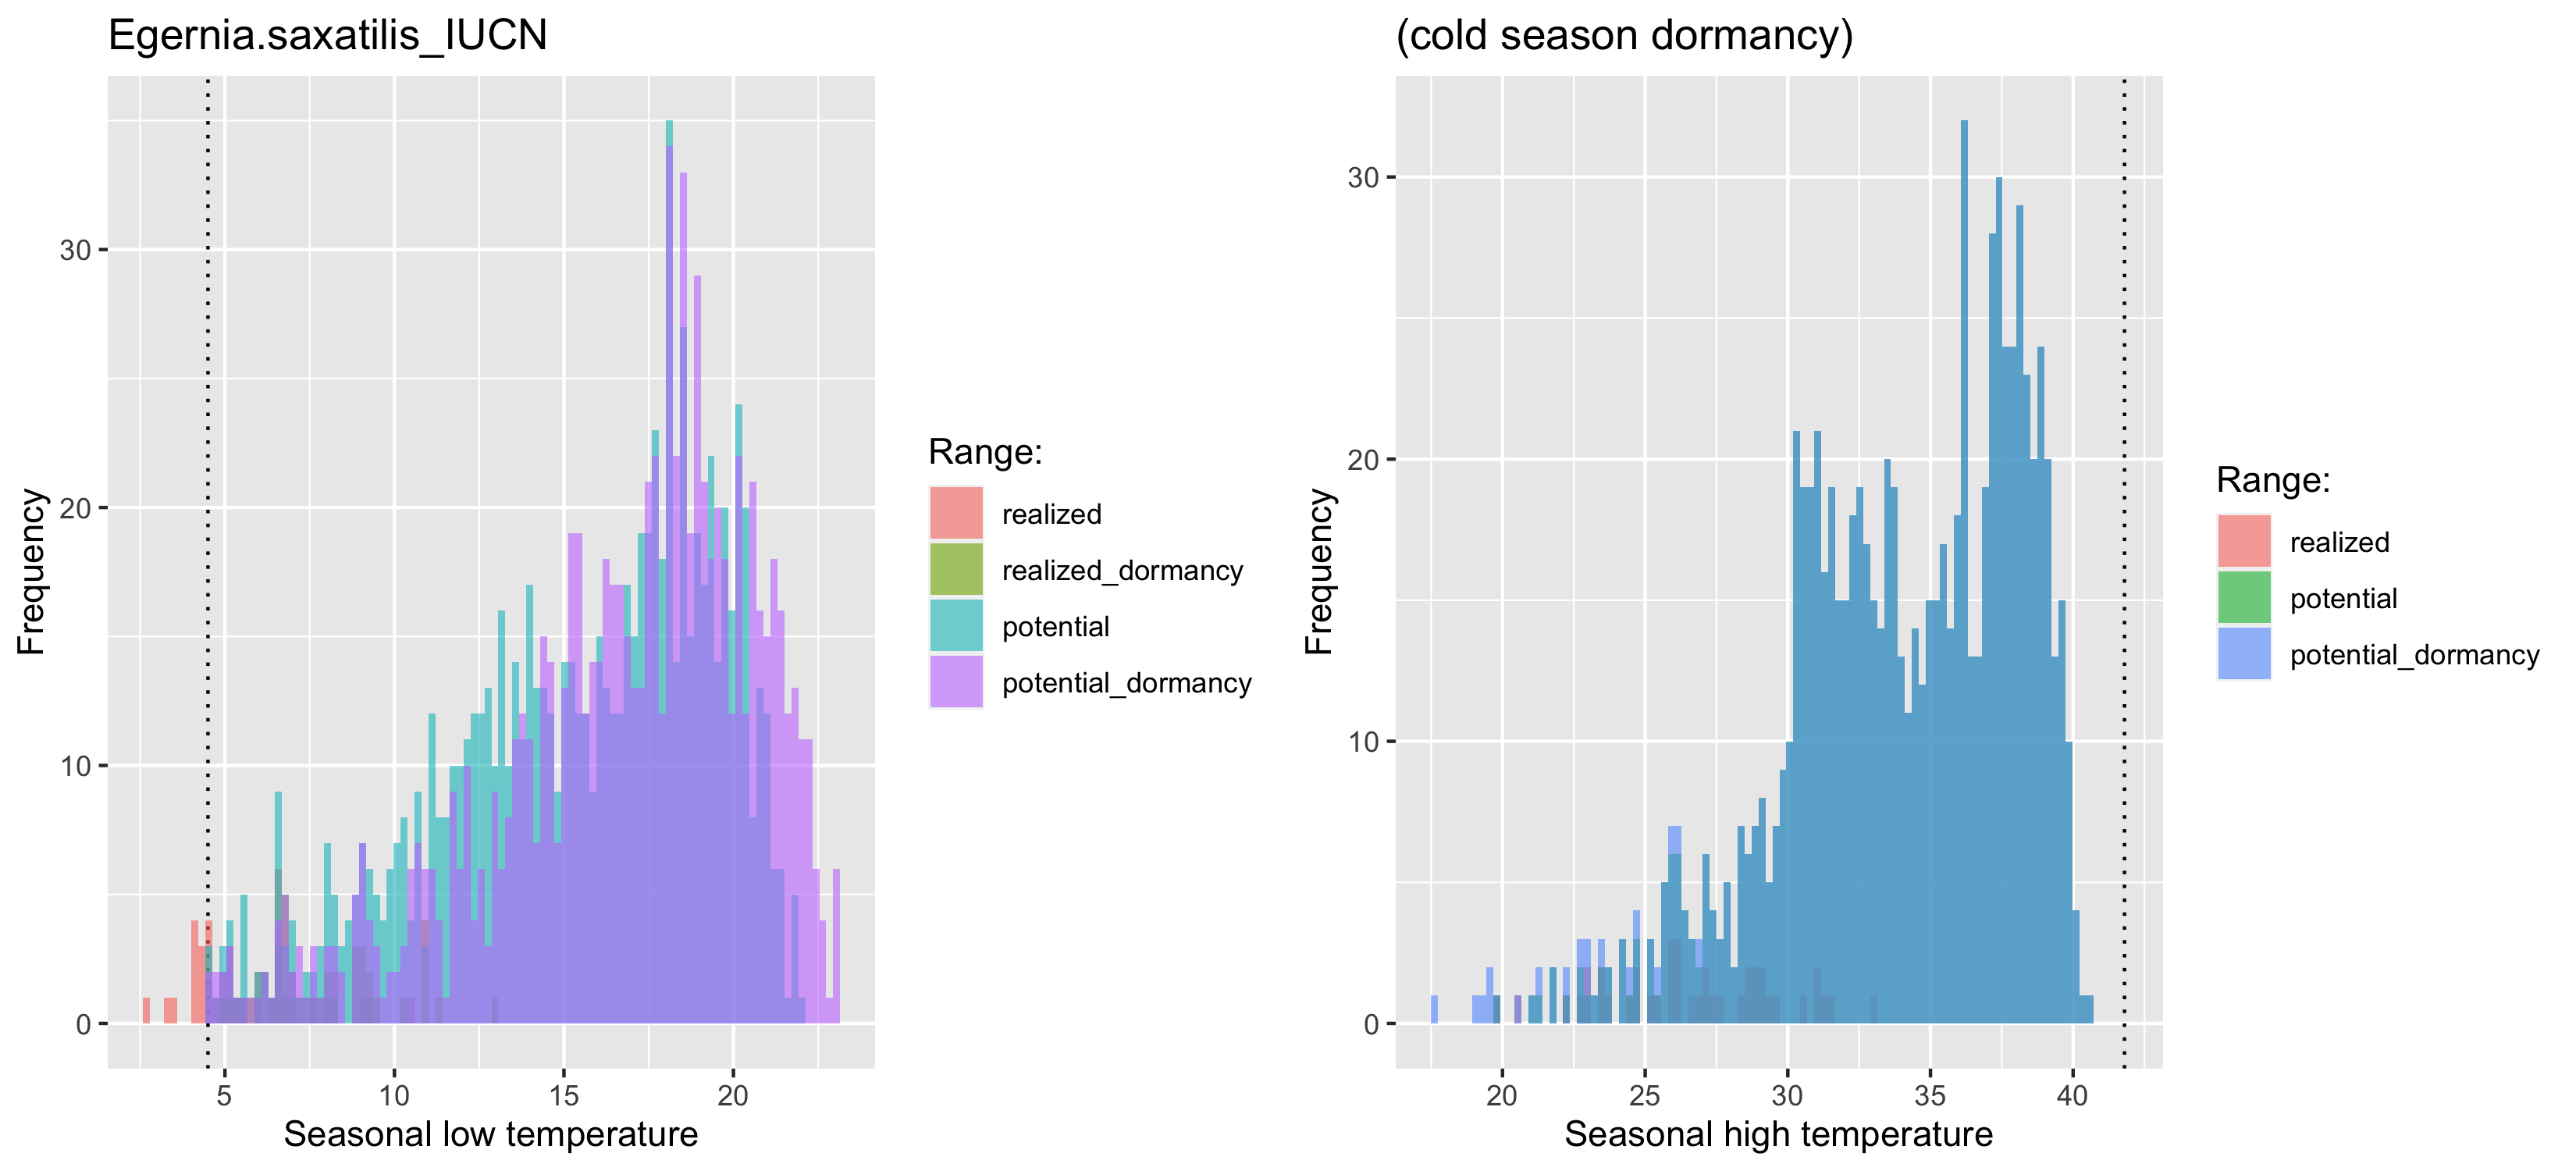 Egernia.saxatilis_IUCN
Frequency
30
20
10
0
5 10 15 20
Seasonal low temperature
Range:
realized
realized_dormancy
potential
potential_dormancy
(cold season dormancy)
Frequency
30
20
10
0
20 25 30 35 40
Seasonal high temperature
Range:
realized
potential
potential_dormancy